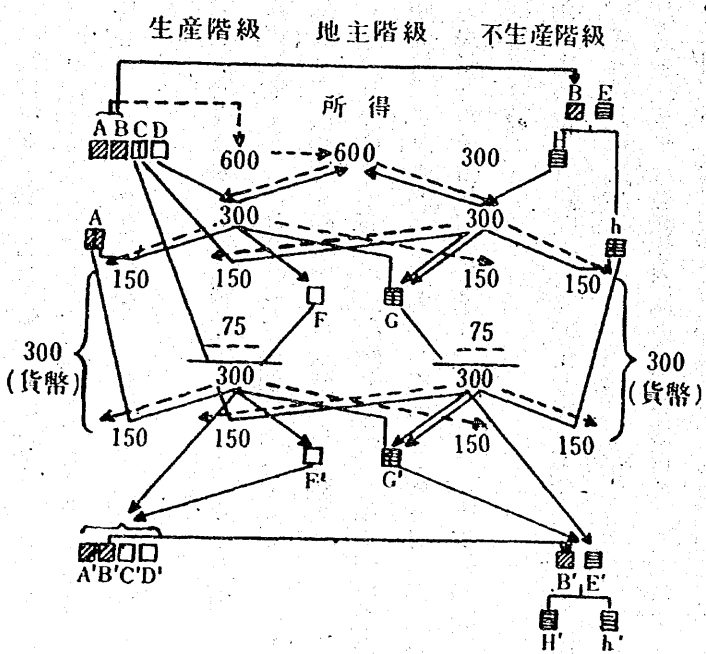 生産階級 地主階級 不生産階級
所得
B E
A B C D
H
600 600 300
300 300
A h
150 150 150 150
F G
.75 .75
300 300
300 300
(貨幣) (貨幣)
150 150 150 150
F' G'
A' B' C' D'
B' E'
H' h'